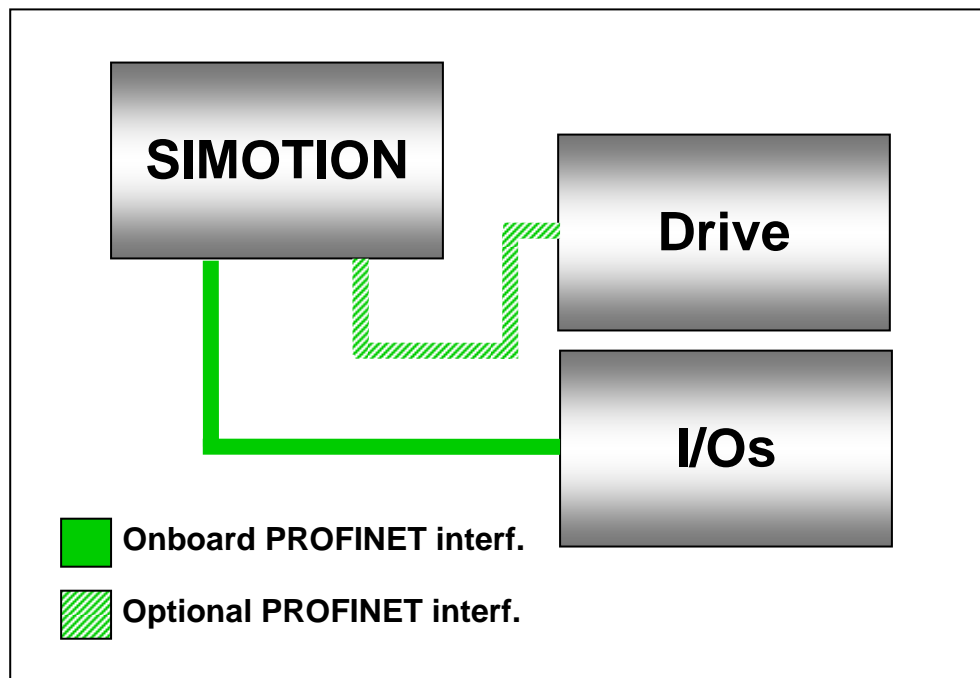 SIMOTION
Drive
I/Os
Onboard PROFINET interf.
Optional PROFINET interf.